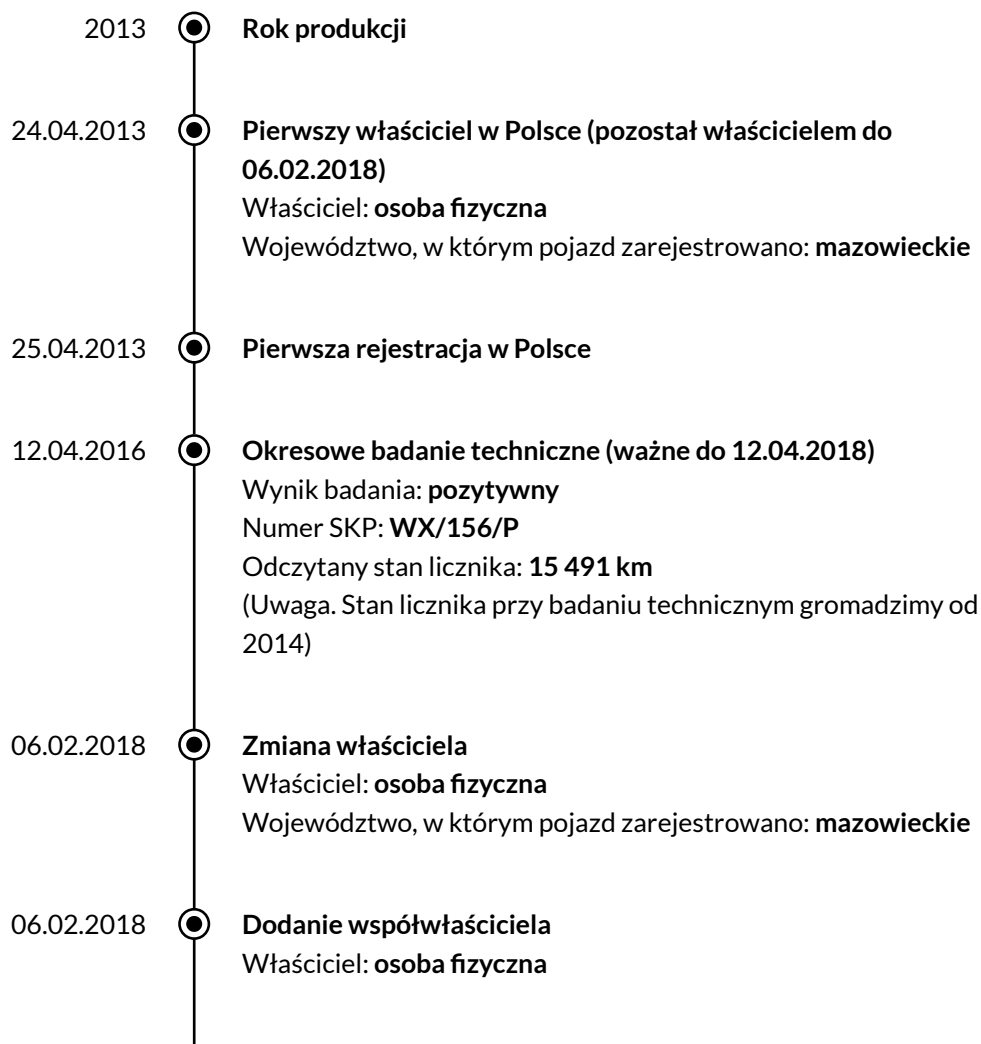 2013 Rok produkcji
24.04.2013 Pierwszy właściciel w Polsce (pozostał właścicielem do
06.02.2018)
Właściciel: osoba fizyczna
Województwo, w którym pojazd zarejestrowano: mazowieckie
25.04.2013 Pierwsza rejestracja w Polsce
12.04.2016 Okresowe badanie techniczne (ważne do 12.04.2018)
Wynik badania: pozytywny
Numer SKP: WX/156/P
Odczytany stan licznika: 15 491 km
(Uwaga. Stan licznika przy badaniu technicznym gromadzimy od
2014)
06.02.2018 Zmiana właściciela
Właściciel: osoba fizyczna
Województwo, w którym pojazd zarejestrowano: mazowieckie
06.02.2018 Dodanie współwłaściciela
Właściciel: osoba fizyczna